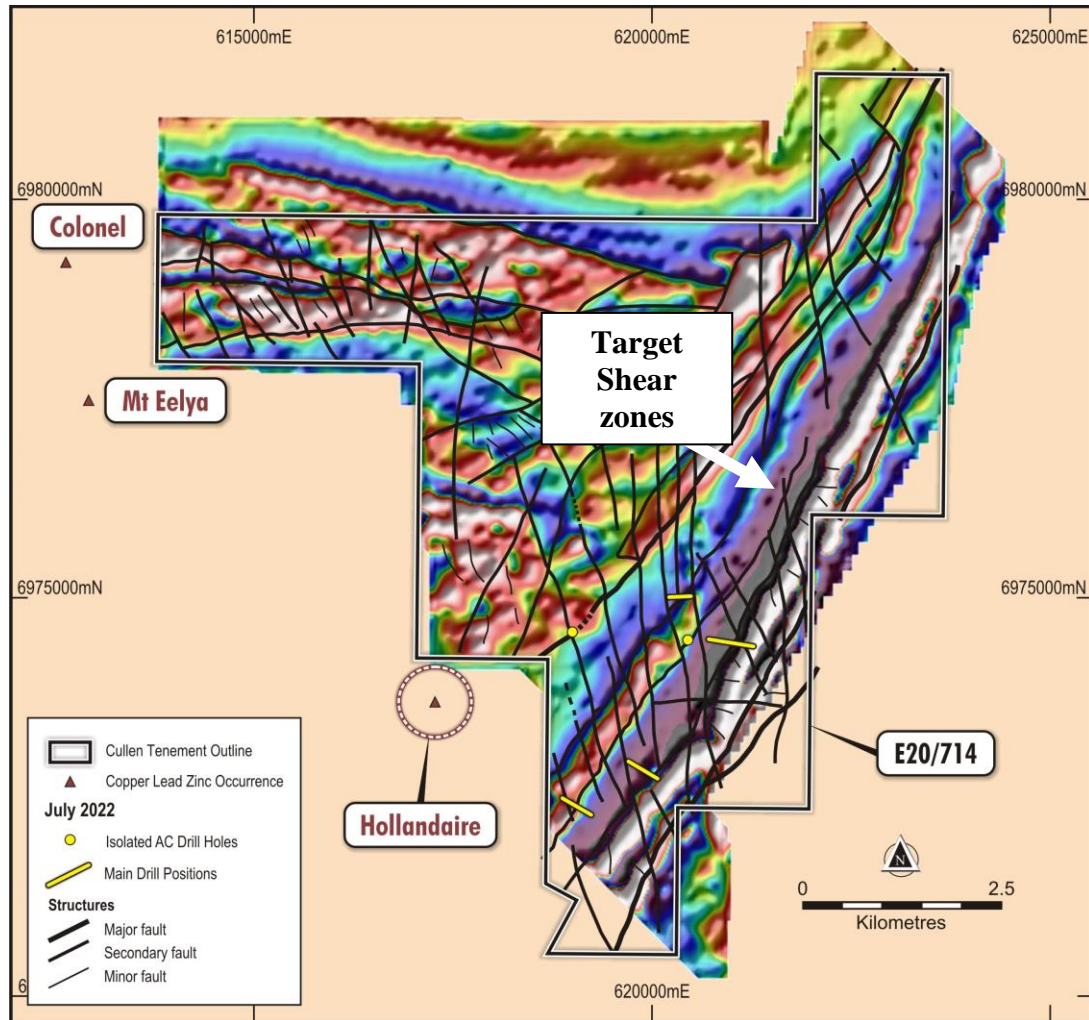 615000mE
620000mE
625000mE
6980000mN
6980000mN
Colonel
Mt Eelya
Target
Shear
zones
6975000mN
6975000mN
Hollandaire
E20/714
Cullen Tenement Outline
Copper Lead Zinc Occurrence
July 2022
Isolated AC Drill Holes
Main Drill Positions
Structures
Major fault
Secondary fault
Minor fault
N
0
2.5
Kilometres
6
620000mE